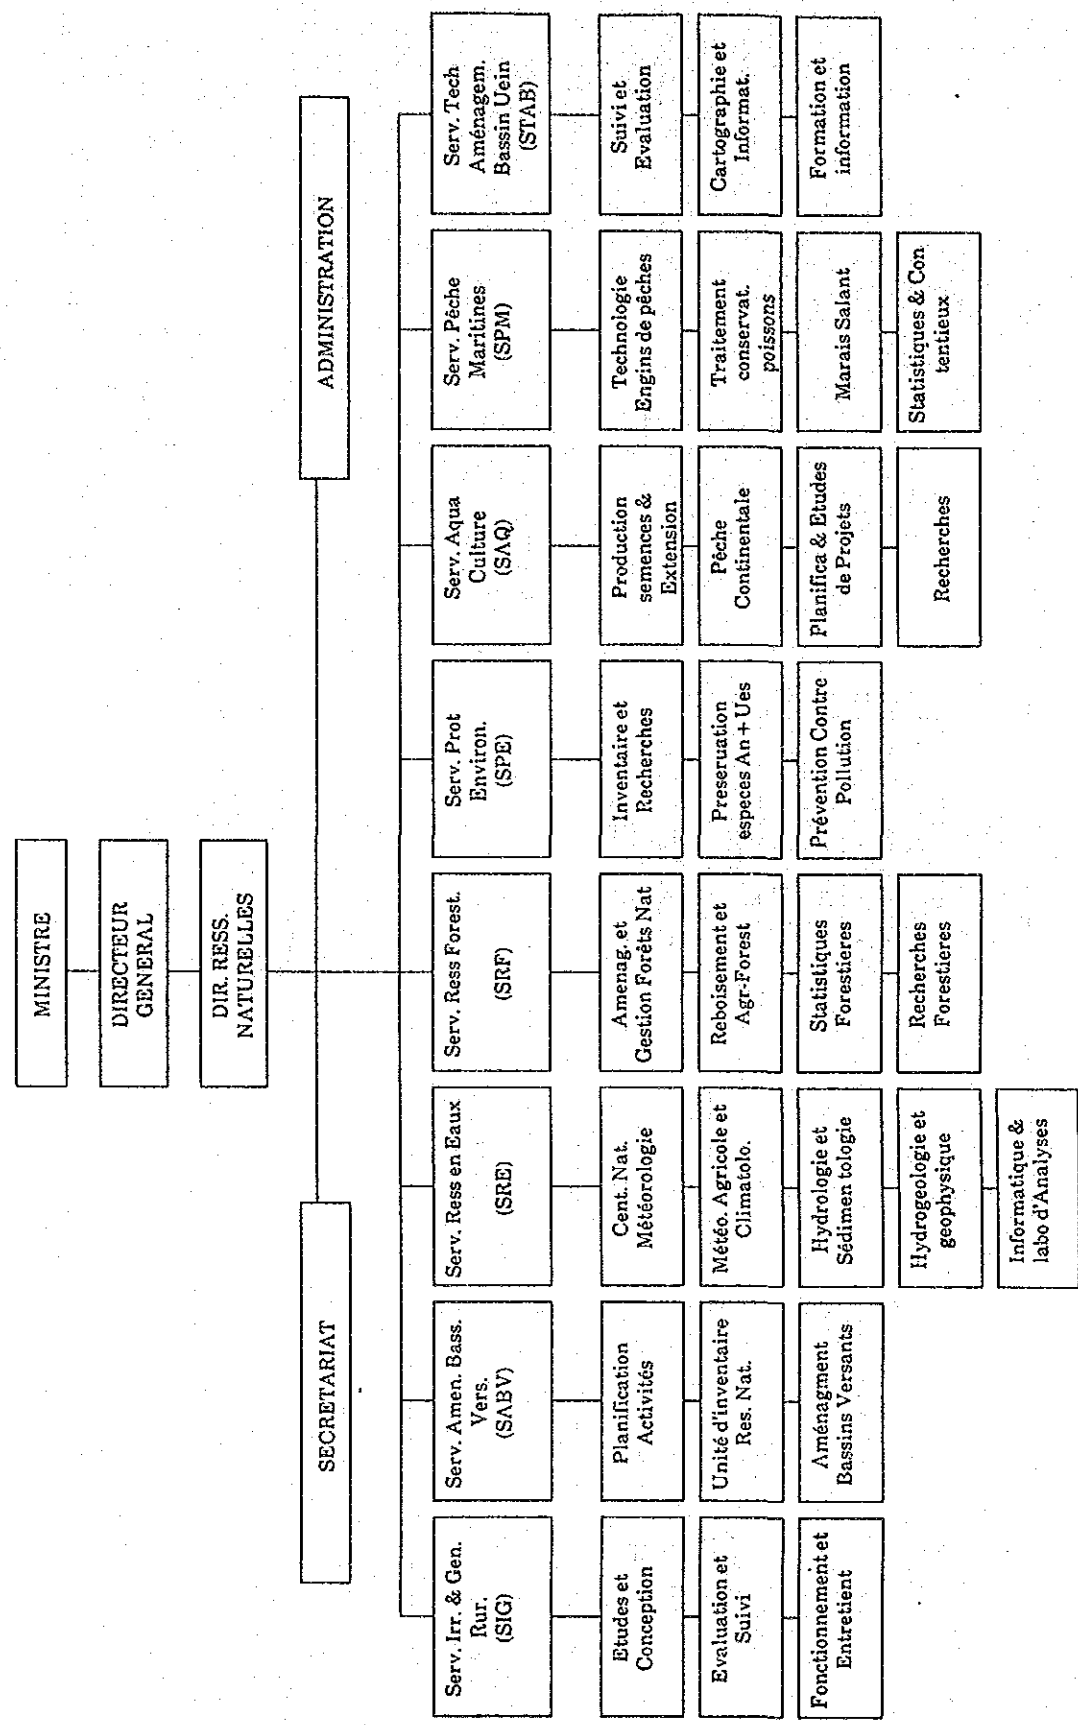 MINISTRE
DIRECTEUR
GENERAL
DIR. RESS.
NATURELLES
SECRETARIAT
ADMINISTRATION
Serv. Irr. & Gen.
Rur.
(SIG)
Etudes et
Conception
Evaluation et
Suivi
Fonctionnement et
Entretient
Serv. Amen. Bass.
Vers.
(SABV)
Planification
Activités
Unité d'inventaire
Res. Nat.
Aménagment
Bassins Versants
Serv. Ress en Eaux
(SRE)
Cent. Nat.
Météorologie
Météo. Agricole et
Climatolo.
Hydrologie et
Sédimen tologie
Hydrogeologie et
geophysique
Informatique &
labo d'Analyses
Serv. Ress Forest.
(SRF)
Amenag. et
Gestion Forêts Nat
Reboisement et
Agr-Forest
Statistiques
Forestieres
Recherches
Forestieres
Serv. Prot
Environ.
(SPE)
Inventaire et
Recherches
Preseruation
especes An + Ues
Prévention Contre
Pollution
Serv. Aqua
Culture
(SAQ)
Production
semences &
Extension
Pêche
Continentale
Planifica & Etudes
de Projets
Recherches
Serv. Pêche
Maritines
(SPM)
Technologie
Engins de pêches
Traitement
conservat.
poissons
Marais Salant
Statistiques & Con
tentieux
Serv. Tech
Aménagem.
Bassin Uein
(STAB)
Suivi et
Evaluation
Cartographie et
Informat.
Formation et
information